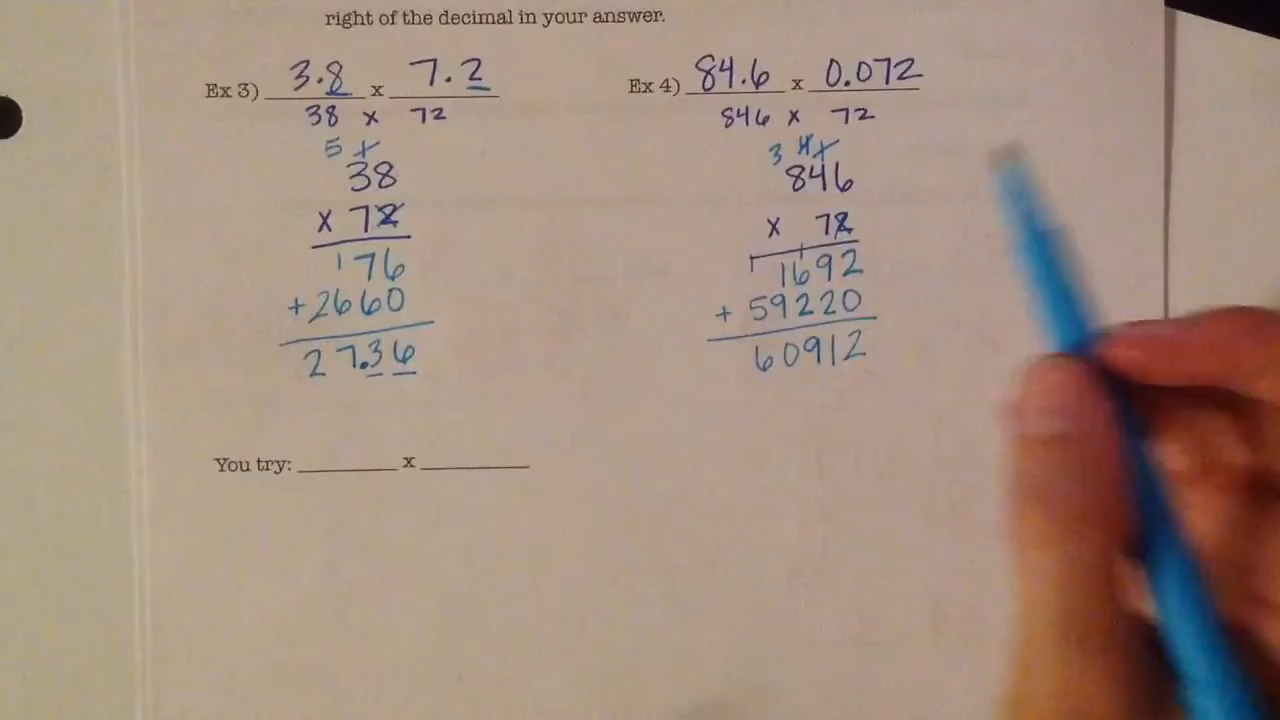 right of the decimal in your answer.
Ex 3) 3.8 x 7.2
38 x 72
5 1
38
x 72
176
+2660
27.36
Ex 4) 84.6 x 0.072
846 x 72
3 4 1
846
x 72
1692
+ 59220
60912
You try: ________ x ________